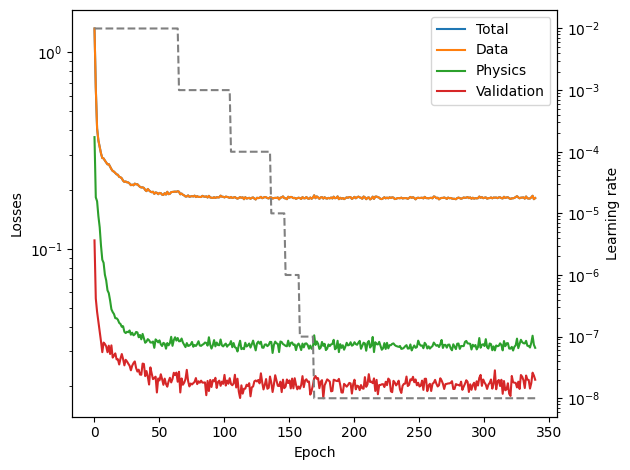 Total
Data
Physics
Validation
Losses
10⁰
10⁻¹
Learning rate
10⁻²
10⁻³
10⁻⁴
10⁻⁵
10⁻⁶
10⁻⁷
10⁻⁸
0 50 100 150 200 250 300 350
Epoch